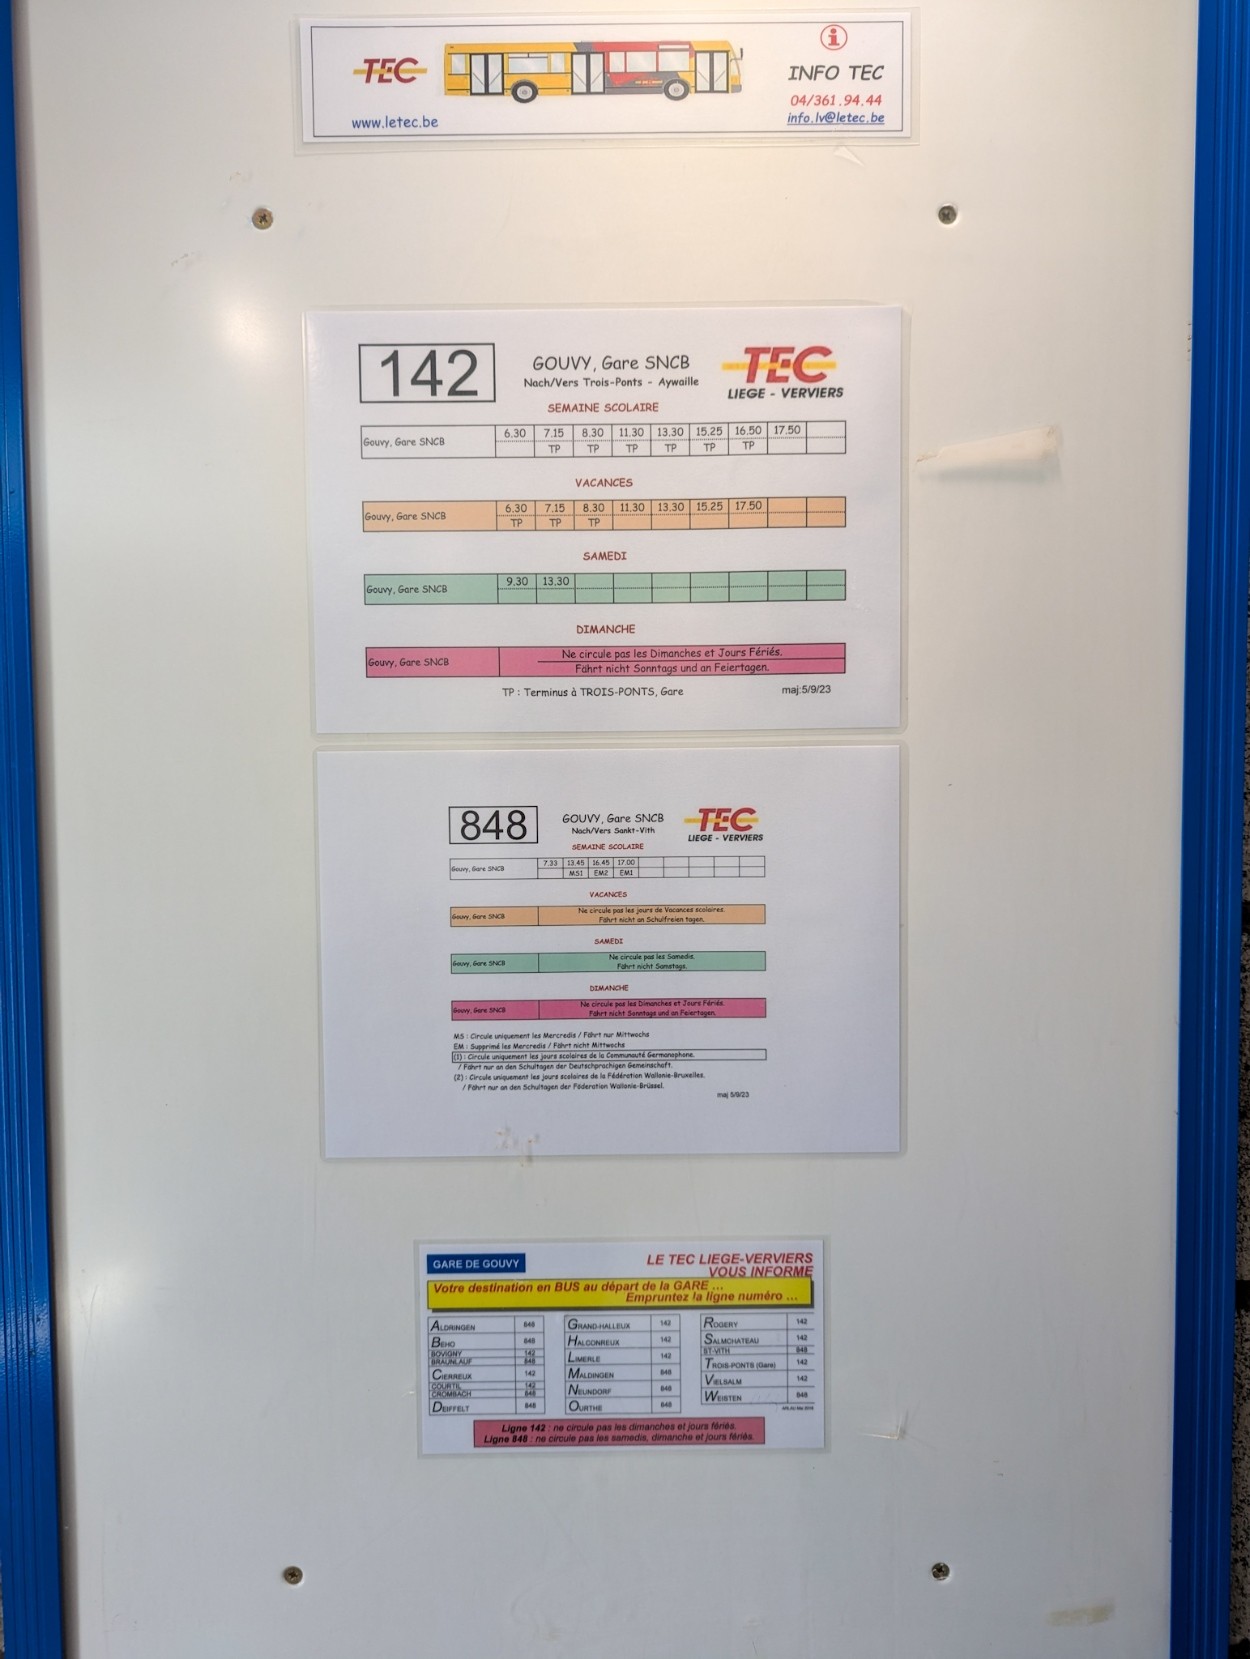 TEC
www.letec.be
i
INFO TEC
04/361.94.44
info.lv@letec.be
142
GOUVY, Gare SNCB
Nach/Vers Trois-Ponts - Aywaille
TEC
LIEGE - VERVIERS
SEMAINE SCOLAIRE
Gouvy, Gare SNCB 6.30 7.15 8.30 11.30 13.30 15.25 16.50 17.50
TP TP TP TP TP TP
VACANCES
Gouvy, Gare SNCB 6.30 7.15 8.30 11.30 13.30 15.25 17.50
TP TP TP
SAMEDI
Gouvy, Gare SNCB 9.30 13.30
DIMANCHE
Gouvy, Gare SNCB Ne circule pas les Dimanches et Jours Fériés.
Fährt nicht Sonntags und an Feiertagen.
TP : Terminus à TROIS-PONTS, Gare maj:5/9/23
848
GOUVY, Gare SNCB
Nach/Vers Sankt-Vith
TEC
LIEGE - VERVIERS
SEMAINE SCOLAIRE
Gouvy, Gare SNCB 7.33 13.45 16.45 17.00
MS1 EM2 EM1
VACANCES
Gouvy, Gare SNCB Ne circule pas les jours de Vacances scolaires.
Fährt nicht an Schulfreien tagen.
SAMEDI
Gouvy, Gare SNCB Ne circule pas les Samedis.
Fährt nicht Samstags.
DIMANCHE
Gouvy, Gare SNCB Ne circule pas les Dimanches et Jours Fériés.
Fährt nicht Sonntags und an Feiertagen.
MS : Circule uniquement les Mercredis / Fährt nur Mittwochs
EM : Supprimé les Mercredis / Fährt nicht Mittwochs
(1) : Circule uniquement les jours scolaires de la Communauté Germanophone.
/ Fährt nur an den Schultagen der Deutschprachigen Gemeinschaft.
(2) : Circule uniquement les jours scolaires de la Fédération Wallonie-Bruxelles.
/ Fährt nur an den Schultagen der Föderation Wallonie-Brüssel.
maj 5/9/23
GARE DE GOUVY
LE TEC LIEGE-VERVIERS
VOUS INFORME
Votre destination en BUS au départ de la GARE ...
Empruntez la ligne numéro ...
ALDRINGEN 848
BEHO 848
BOVIGNY 142
BRAUNLAUF 848
CIERREUX 142
COURTIL 142
CROMBACH 848
DEIFFELT 848
GRAND-HALLEUX 142
HALCONREUX 142
LIMERLE 142
MALDINGEN 848
NEUNDORF 848
OURTHE 848
ROGERY 142
SALMCHATEAU 142
ST-VITH 848
TROIS-PONTS (Gare) 142
VIELSALM 142
WEISTEN 848
Ligne 142 : ne circule pas les dimanches et jours fériés.
Ligne 848 : ne circule pas les samedis, dimanche et jours fériés.